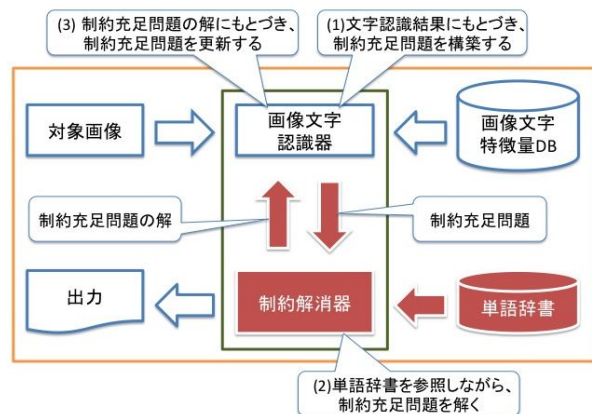 (3) 制約充足問題の解にもとづき、
制約充足問題を更新する
(1)文字認識結果にもとづき、
制約充足問題を構築する
対象画像
画像文字
認識器
画像文字
特徴量DB
制約充足問題の解
制約充足問題
出力
制約解消器
単語辞書
(2)単語辞書を参照しながら、
制約充足問題を解く